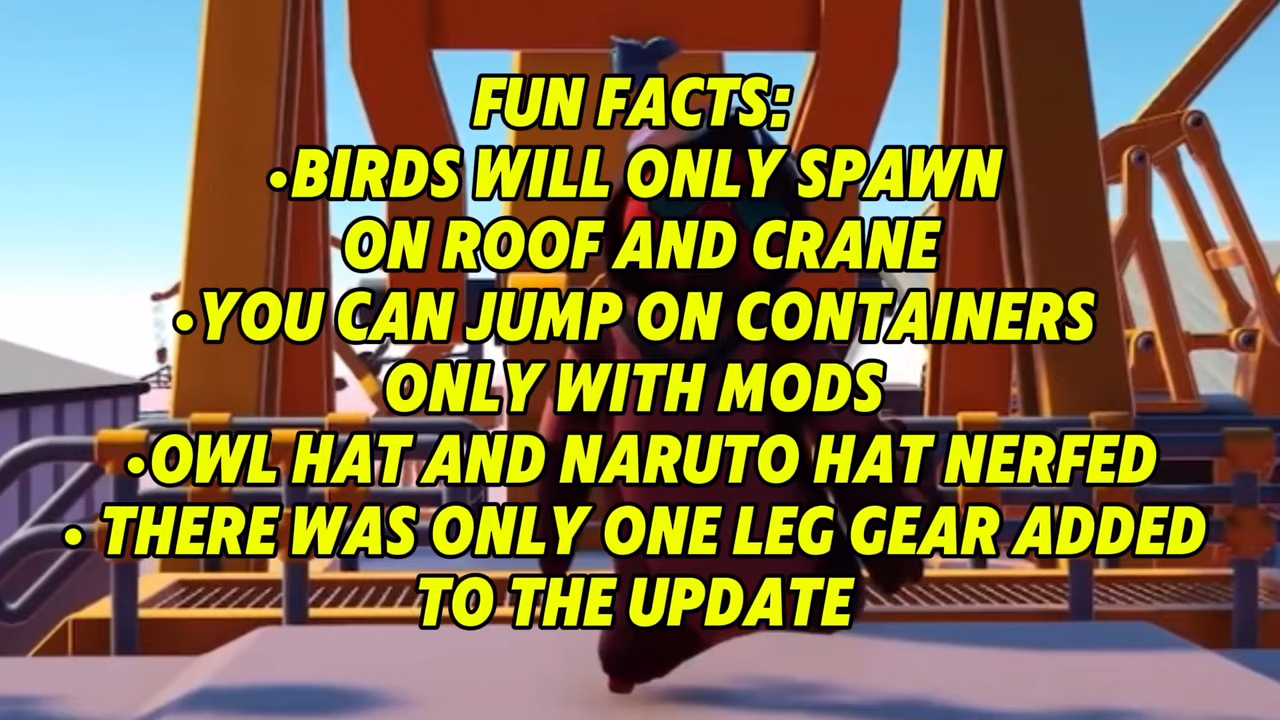 FUN FACTS:
•BIRDS WILL ONLY SPAWN
ON ROOF AND CRANE
•YOU CAN JUMP ON CONTAINERS
ONLY WITH MODS
•OWL HAT AND NARUTO HAT NERFED
• THERE WAS ONLY ONE LEG GEAR ADDED
TO THE UPDATE